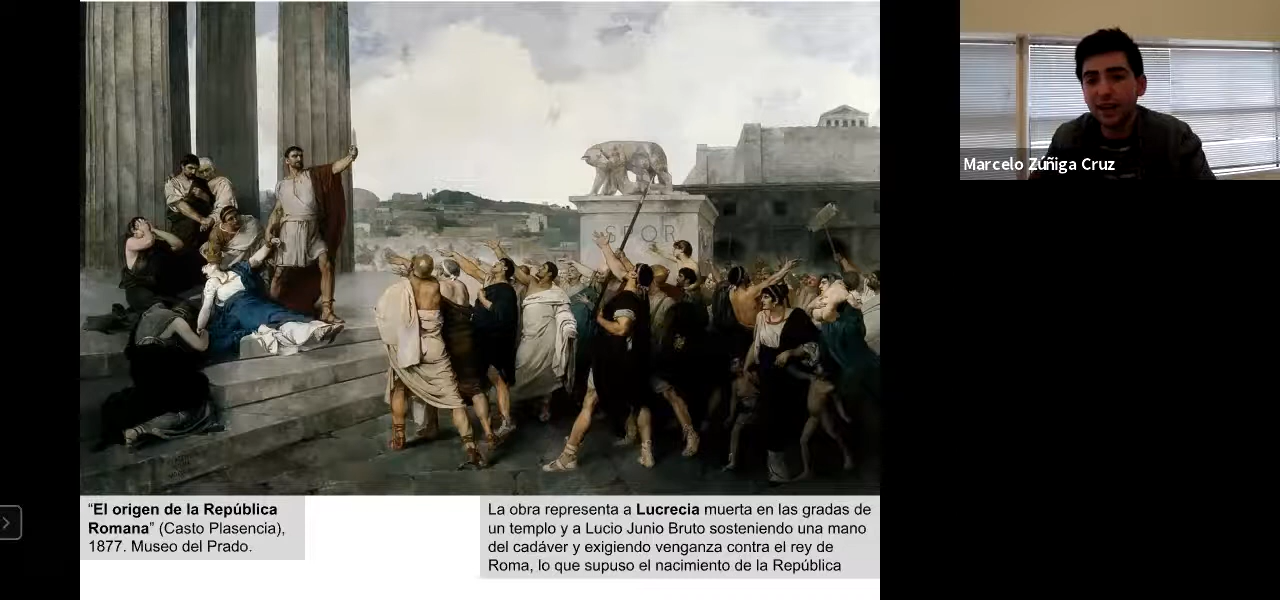 Marcelo Zúñiga Cruz
SPQR
“El origen de la República
Romana” (Casto Plasencia),
1877. Museo del Prado.
La obra representa a Lucrecia muerta en las gradas de
un templo y a Lucio Junio Bruto sosteniendo una mano
del cadáver y exigiendo venganza contra el rey de
Roma, lo que supuso el nacimiento de la República